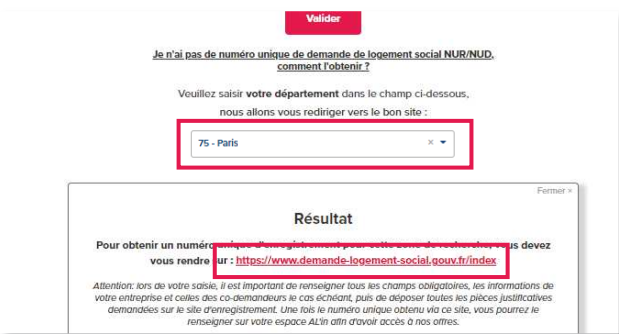 Valider
Je n'ai pas de numéro unique de demande de logement social NUR/NUD,
comment l'obtenir ?
Veuillez saisir votre département dans le champ ci-dessous,
nous allons vous rediriger vers le bon site :
75 - Paris
Fermer ×
Résultat
Pour obtenir un numéro unique d'enregistrement pour cette zone de recherche, vous devez
vous rendre sur : https://www.demande-logement-social.gouv.fr/index
Attention: lors de votre saisie, il est important de renseigner tous les champs obligatoires, les informations de
votre entreprise et celles des co-demandeurs le cas échéant, puis de déposer toutes les pièces justificatives
demandées sur le site d'enregistrement. Une fois le numéro unique obtenu via ce site, vous pourrez le
renseigner sur votre espace AL'in afin d'avoir accès à nos offres.